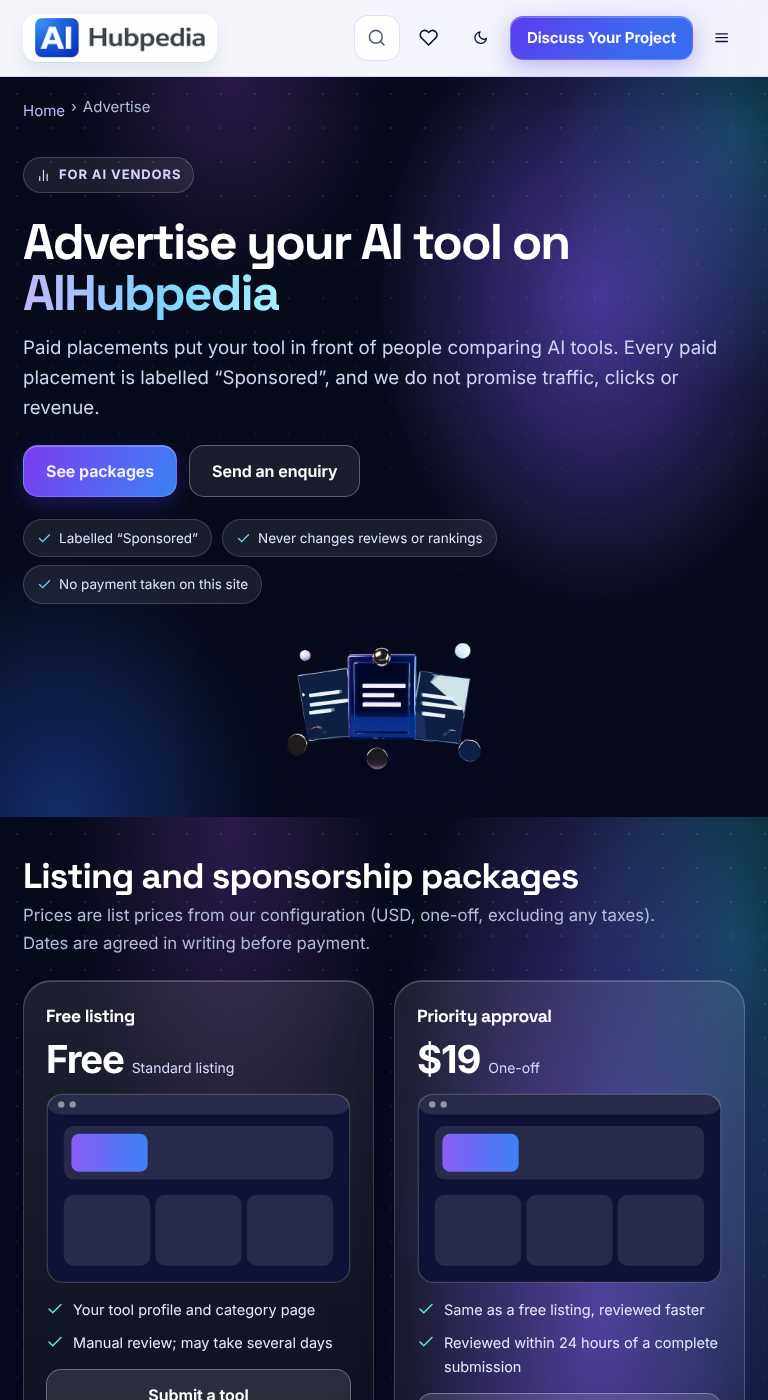 AI Hubpedia
Discuss Your Project
Home › Advertise
FOR AI VENDORS
Advertise your AI tool on
AIHubpedia
Paid placements put your tool in front of people comparing AI tools. Every paid
placement is labelled “Sponsored”, and we do not promise traffic, clicks or
revenue.
See packages
Send an enquiry
Labelled “Sponsored”
Never changes reviews or rankings
No payment taken on this site
Listing and sponsorship packages
Prices are list prices from our configuration (USD, one-off, excluding any taxes).
Dates are agreed in writing before payment.
Free listing
Free Standard listing
Your tool profile and category page
Manual review; may take several days
Submit a tool
Priority approval
$19 One-off
Same as a free listing, reviewed faster
Reviewed within 24 hours of a complete
submission